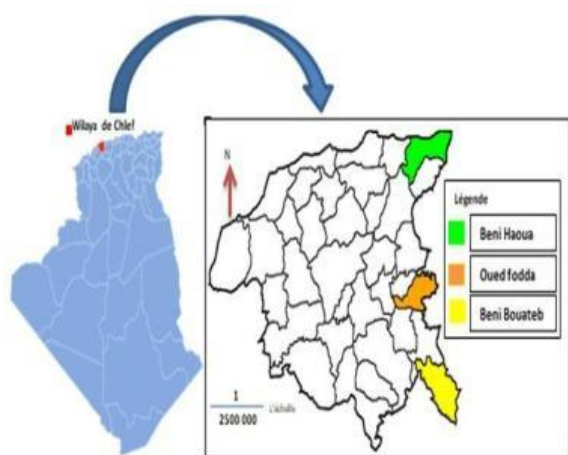 Wilaya de Chlef
N
Légende
Beni Haoua
Oued fodda
Beni Bouateb
1
2500 000
L'échelle